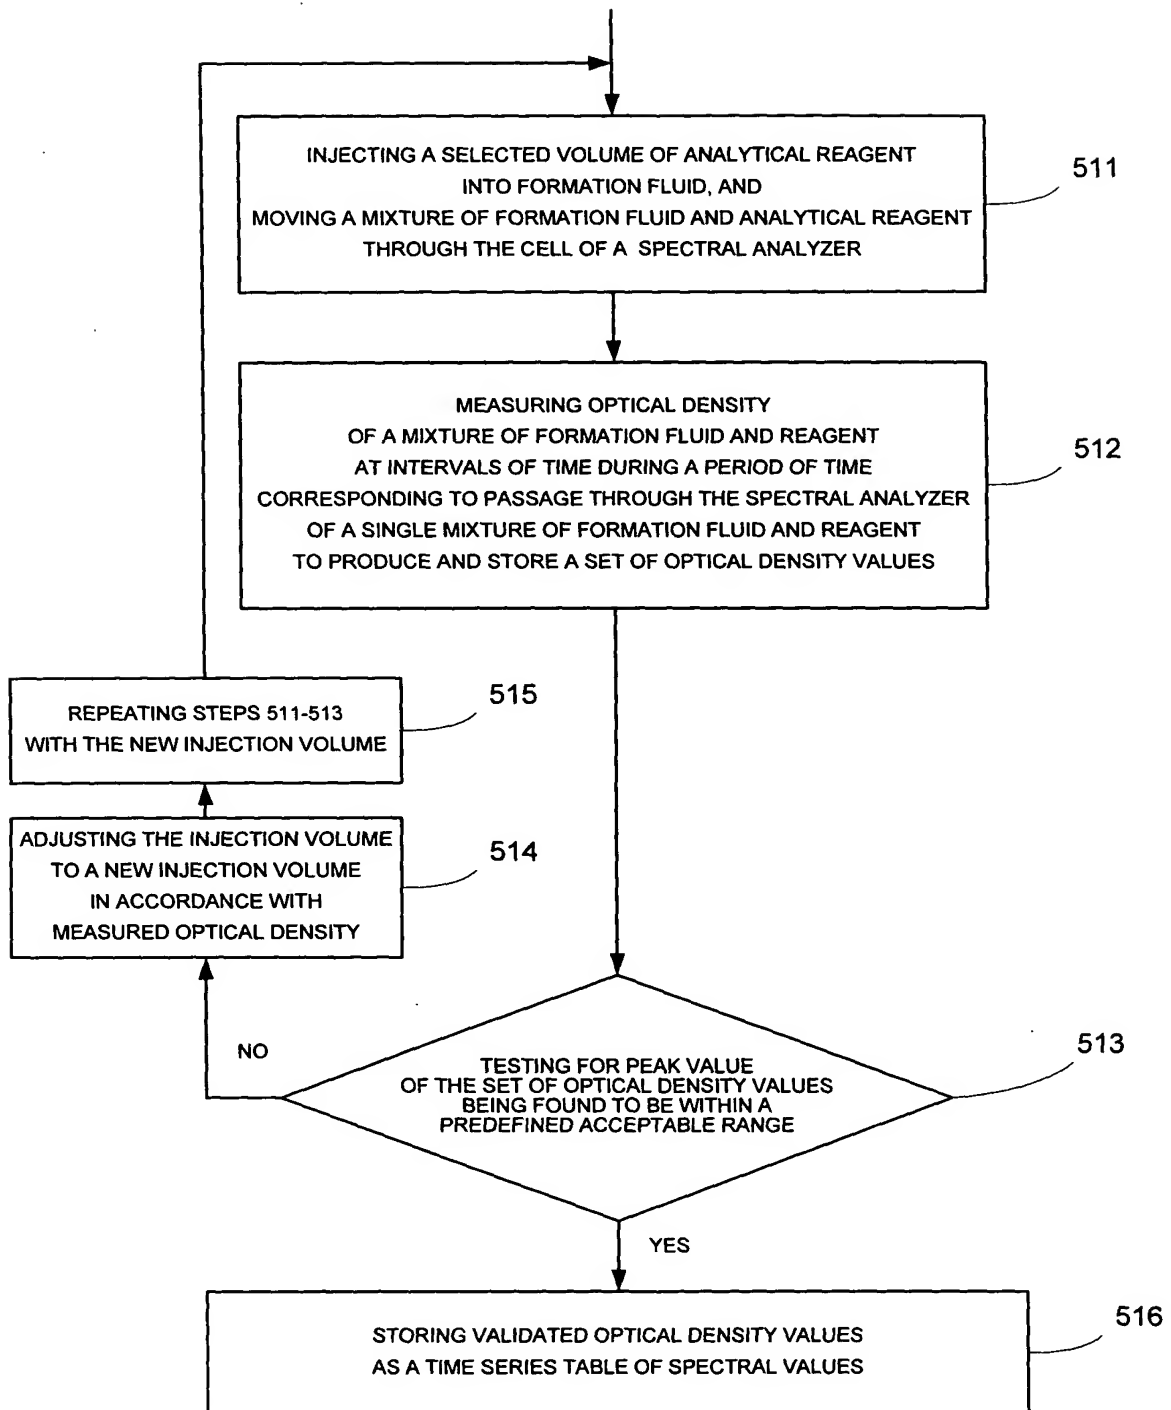 INJECTING A SELECTED VOLUME OF ANALYTICAL REAGENT
INTO FORMATION FLUID, AND
MOVING A MIXTURE OF FORMATION FLUID AND ANALYTICAL REAGENT
THROUGH THE CELL OF A SPECTRAL ANALYZER
511
MEASURING OPTICAL DENSITY
OF A MIXTURE OF FORMATION FLUID AND REAGENT
AT INTERVALS OF TIME DURING A PERIOD OF TIME
CORRESPONDING TO PASSAGE THROUGH THE SPECTRAL ANALYZER
OF A SINGLE MIXTURE OF FORMATION FLUID AND REAGENT
TO PRODUCE AND STORE A SET OF OPTICAL DENSITY VALUES
512
REPEATING STEPS 511-513
WITH THE NEW INJECTION VOLUME
515
ADJUSTING THE INJECTION VOLUME
TO A NEW INJECTION VOLUME
IN ACCORDANCE WITH
MEASURED OPTICAL DENSITY
514
NO
TESTING FOR PEAK VALUE
OF THE SET OF OPTICAL DENSITY VALUES
BEING FOUND TO BE WITHIN A
PREDEFINED ACCEPTABLE RANGE
513
YES
STORING VALIDATED OPTICAL DENSITY VALUES
AS A TIME SERIES TABLE OF SPECTRAL VALUES
516